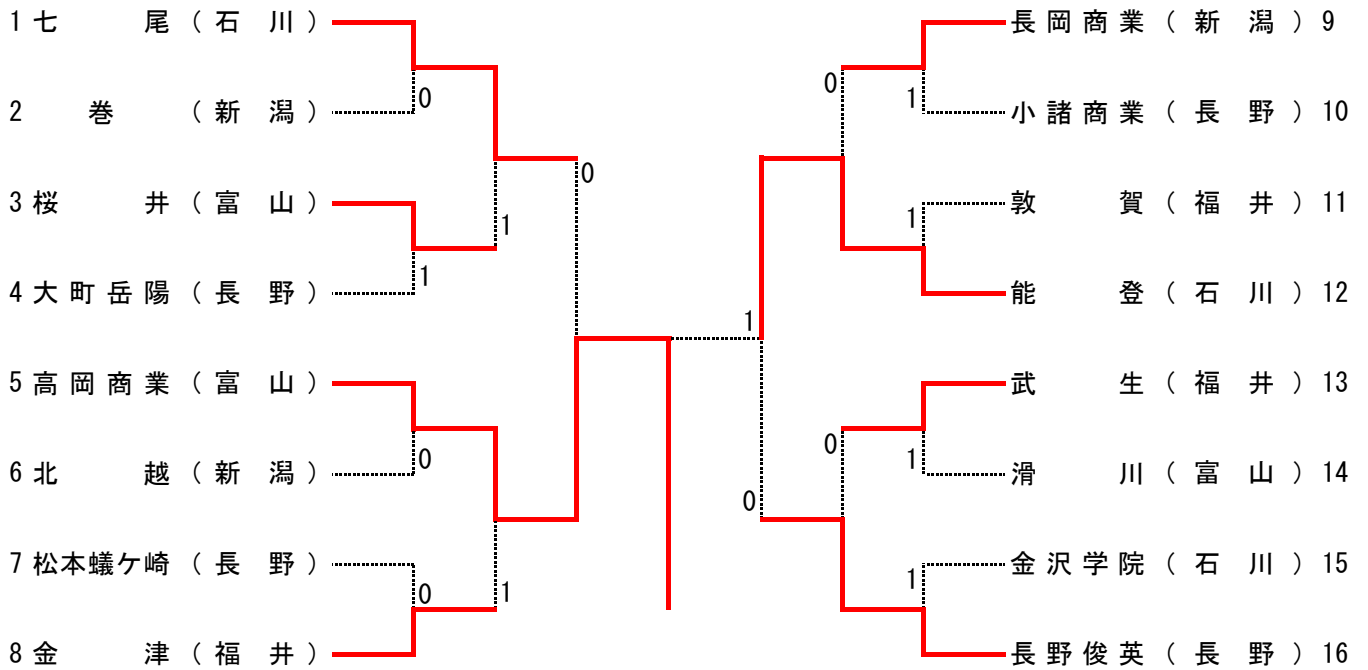 1 七尾（石川） 長岡商業（新潟）9
0 0 1
2 巻（新潟） 小諸商業（長野）10
0
3 桜井（富山） 敦賀（福井）11
1 1
1
4 大町岳陽（長野） 能登（石川）12
1
5 高岡商業（富山） 武生（福井）13
0 0 1
6 北越（新潟） 滑川（富山）14
0
7 松本蟻ケ崎（長野） 金沢学院（石川）15
0 1 1
8 金津（福井） 長野俊英（長野）16